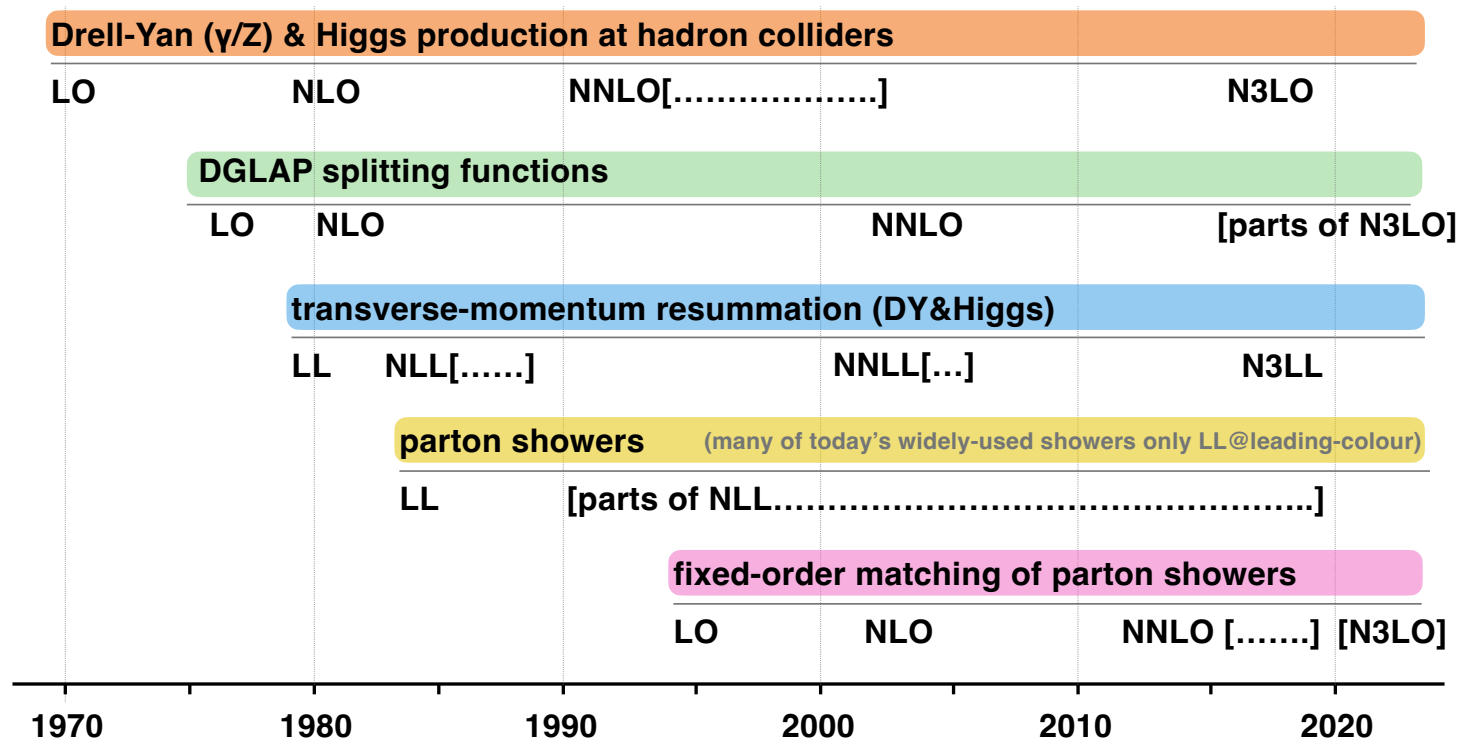 Drell-Yan (γ/Z) & Higgs production at hadron colliders
LO NLO NNLO[……………….] N3LO
DGLAP splitting functions
LO NLO NNLO [parts of N3LO]
transverse-momentum resummation (DY&Higgs)
LL NLL[……] NNLL[…] N3LL
parton showers (many of today's widely-used showers only LL@leading-colour)
LL [parts of NLL…………………………………………..]
fixed-order matching of parton showers
LO NLO NNLO […….] [N3LO]
1970 1980 1990 2000 2010 2020